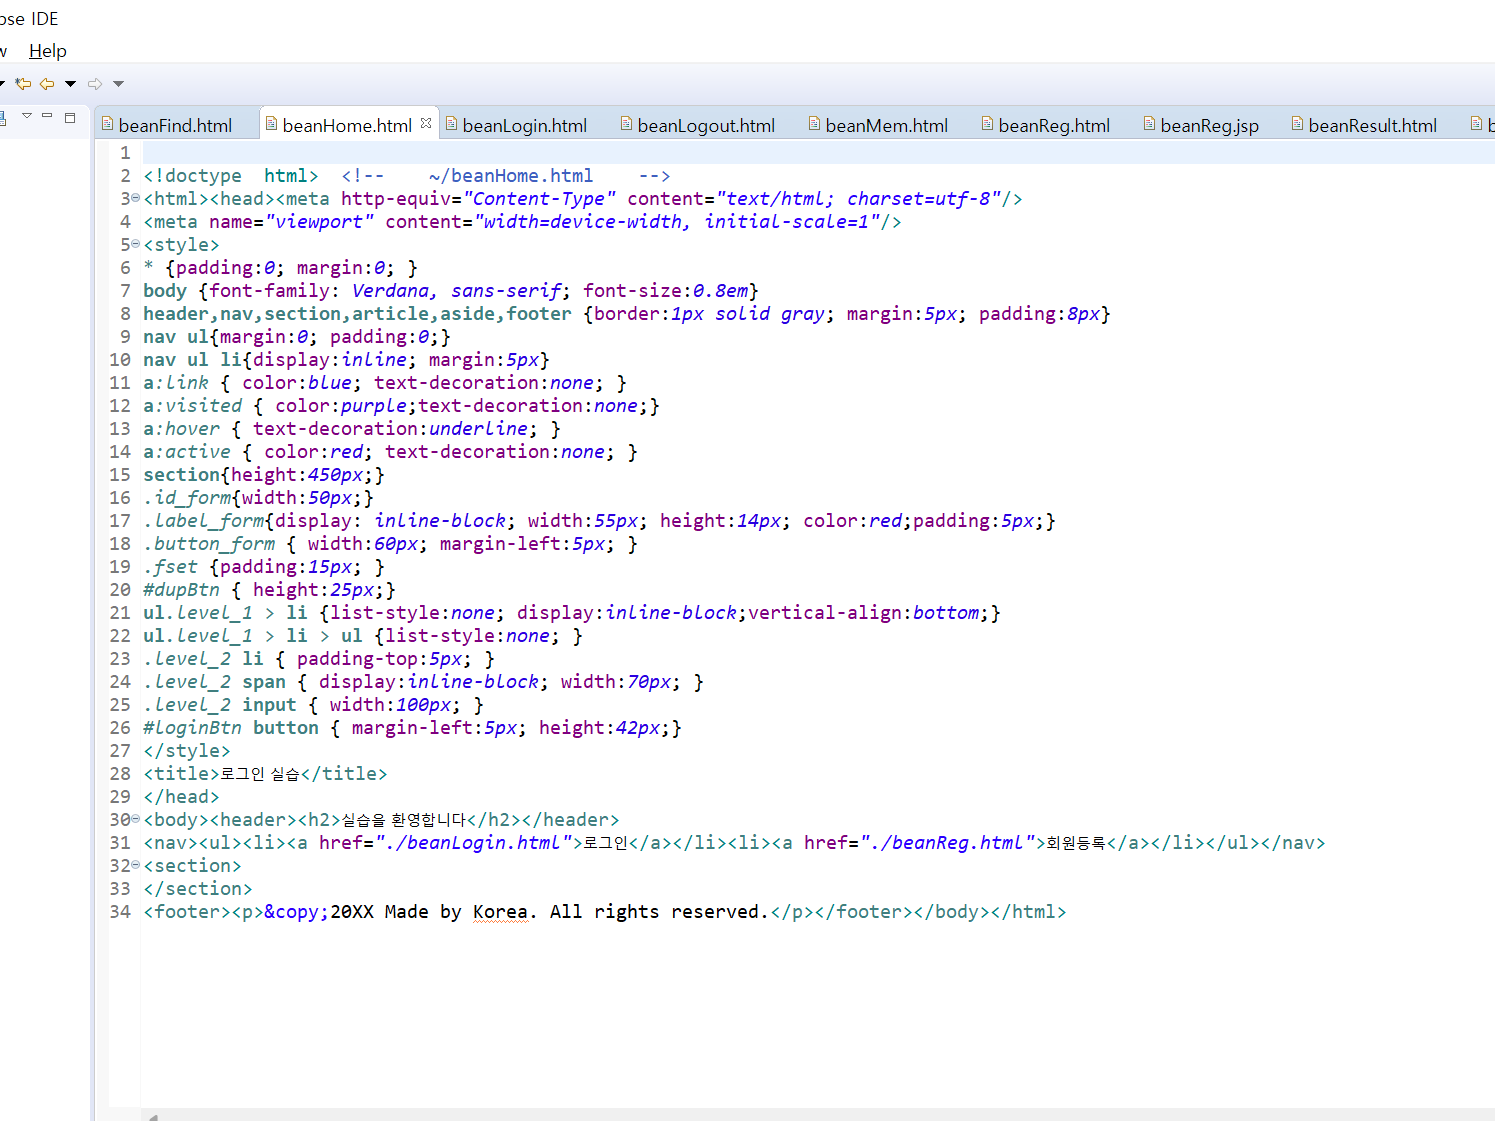 IDE
Help
beanFind.html beanHome.html beanLogin.html beanLogout.html beanMem.html beanReg.html beanReg.jsp beanResult.html
1
2 <!doctype  html>  <!--    ~/beanHome.html    -->
3 <html><head><meta http-equiv="Content-Type" content="text/html; charset=utf-8"/>
4 <meta name="viewport" content="width=device-width, initial-scale=1"/>
5 <style>
6 * {padding:0; margin:0; }
7 body {font-family: Verdana, sans-serif; font-size:0.8em}
8 header,nav,section,article,aside,footer {border:1px solid gray; margin:5px; padding:8px}
9 nav ul{margin:0; padding:0;}
10 nav ul li{display:inline; margin:5px}
11 a:link { color:blue; text-decoration:none; }
12 a:visited { color:purple;text-decoration:none;}
13 a:hover { text-decoration:underline; }
14 a:active { color:red; text-decoration:none; }
15 section{height:450px;}
16 .id_form{width:50px;}
17 .label_form{display: inline-block; width:55px; height:14px; color:red;padding:5px;}
18 .button_form { width:60px; margin-left:5px; }
19 .fset {padding:15px; }
20 #dupBtn { height:25px;}
21 ul.level_1 > li {list-style:none; display:inline-block;vertical-align:bottom;}
22 ul.level_1 > li > ul {list-style:none; }
23 .level_2 li { padding-top:5px; }
24 .level_2 span { display:inline-block; width:70px; }
25 .level_2 input { width:100px; }
26 #loginBtn button { margin-left:5px; height:42px;}
27 </style>
28 <title>로그인 실습</title>
29 </head>
30 <body><header><h2>실습을 환영합니다</h2></header>
31 <nav><ul><li><a href="./beanLogin.html">로그인</a></li><li><a href="./beanReg.html">회원등록</a></li></ul></nav>
32 <section>
33 </section>
34 <footer><p>&copy;20XX Made by Korea. All rights reserved.</p></footer></body></html>